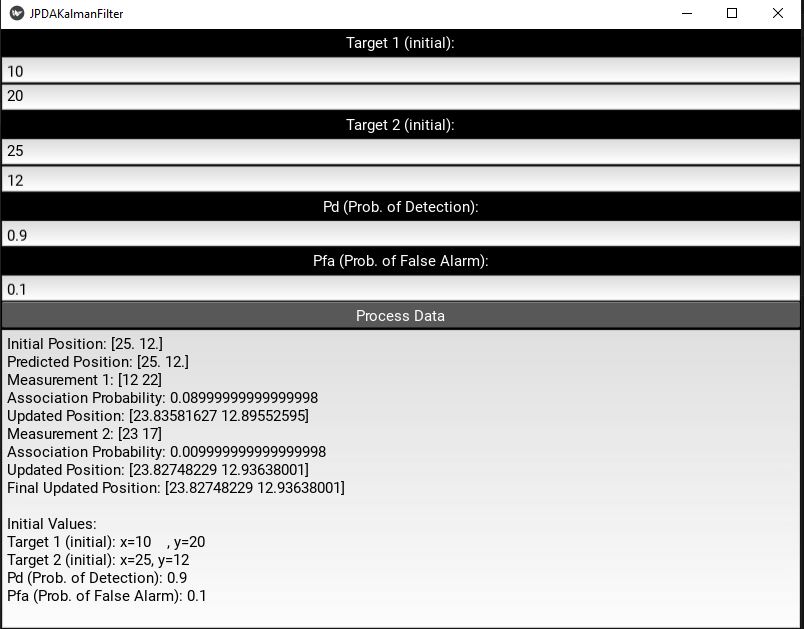 JPDAKalmanFilter
Target 1 (initial):
10
20
Target 2 (initial):
25
12
Pd (Prob. of Detection):
0.9
Pfa (Prob. of False Alarm):
0.1
Process Data
Initial Position: [25. 12.]
Predicted Position: [25. 12.]
Measurement 1: [12 22]
Association Probability: 0.08999999999999998
Updated Position: [23.83581627 12.89552595]
Measurement 2: [23 17]
Association Probability: 0.009999999999999998
Updated Position: [23.82748229 12.93638001]
Final Updated Position: [23.82748229 12.93638001]
Initial Values:
Target 1 (initial): x=10    , y=20
Target 2 (initial): x=25, y=12
Pd (Prob. of Detection): 0.9
Pfa (Prob. of False Alarm): 0.1